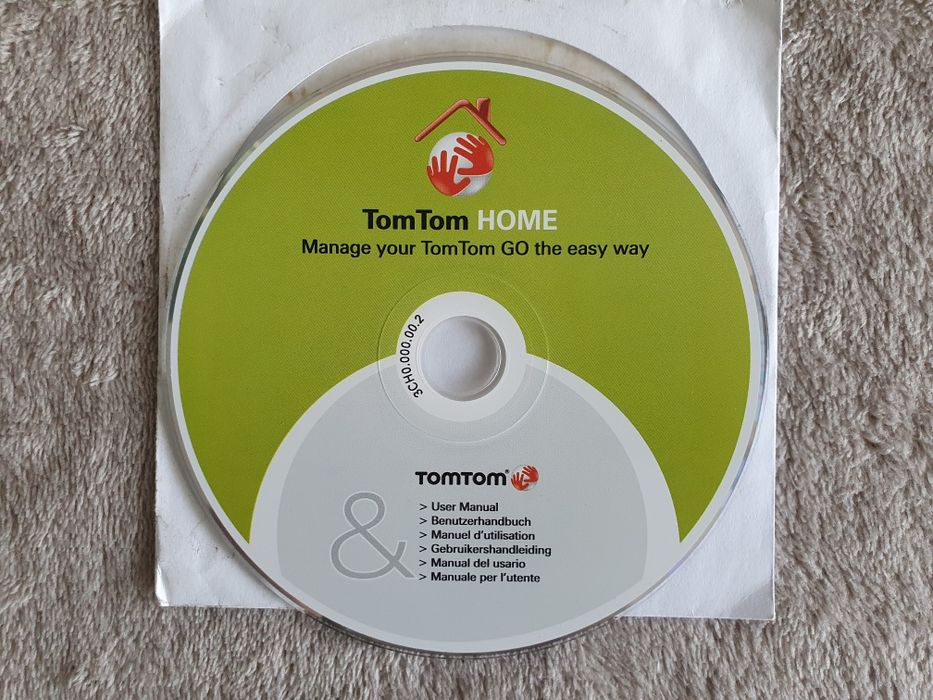 TomTom HOME
Manage your TomTom GO the easy way
3CH0.000.00.2
TOMTOM®
&
> User Manual
> Benutzerhandbuch
> Manuel d'utilisation
> Gebruikershandleiding
> Manual del usario
> Manuale per l'utente